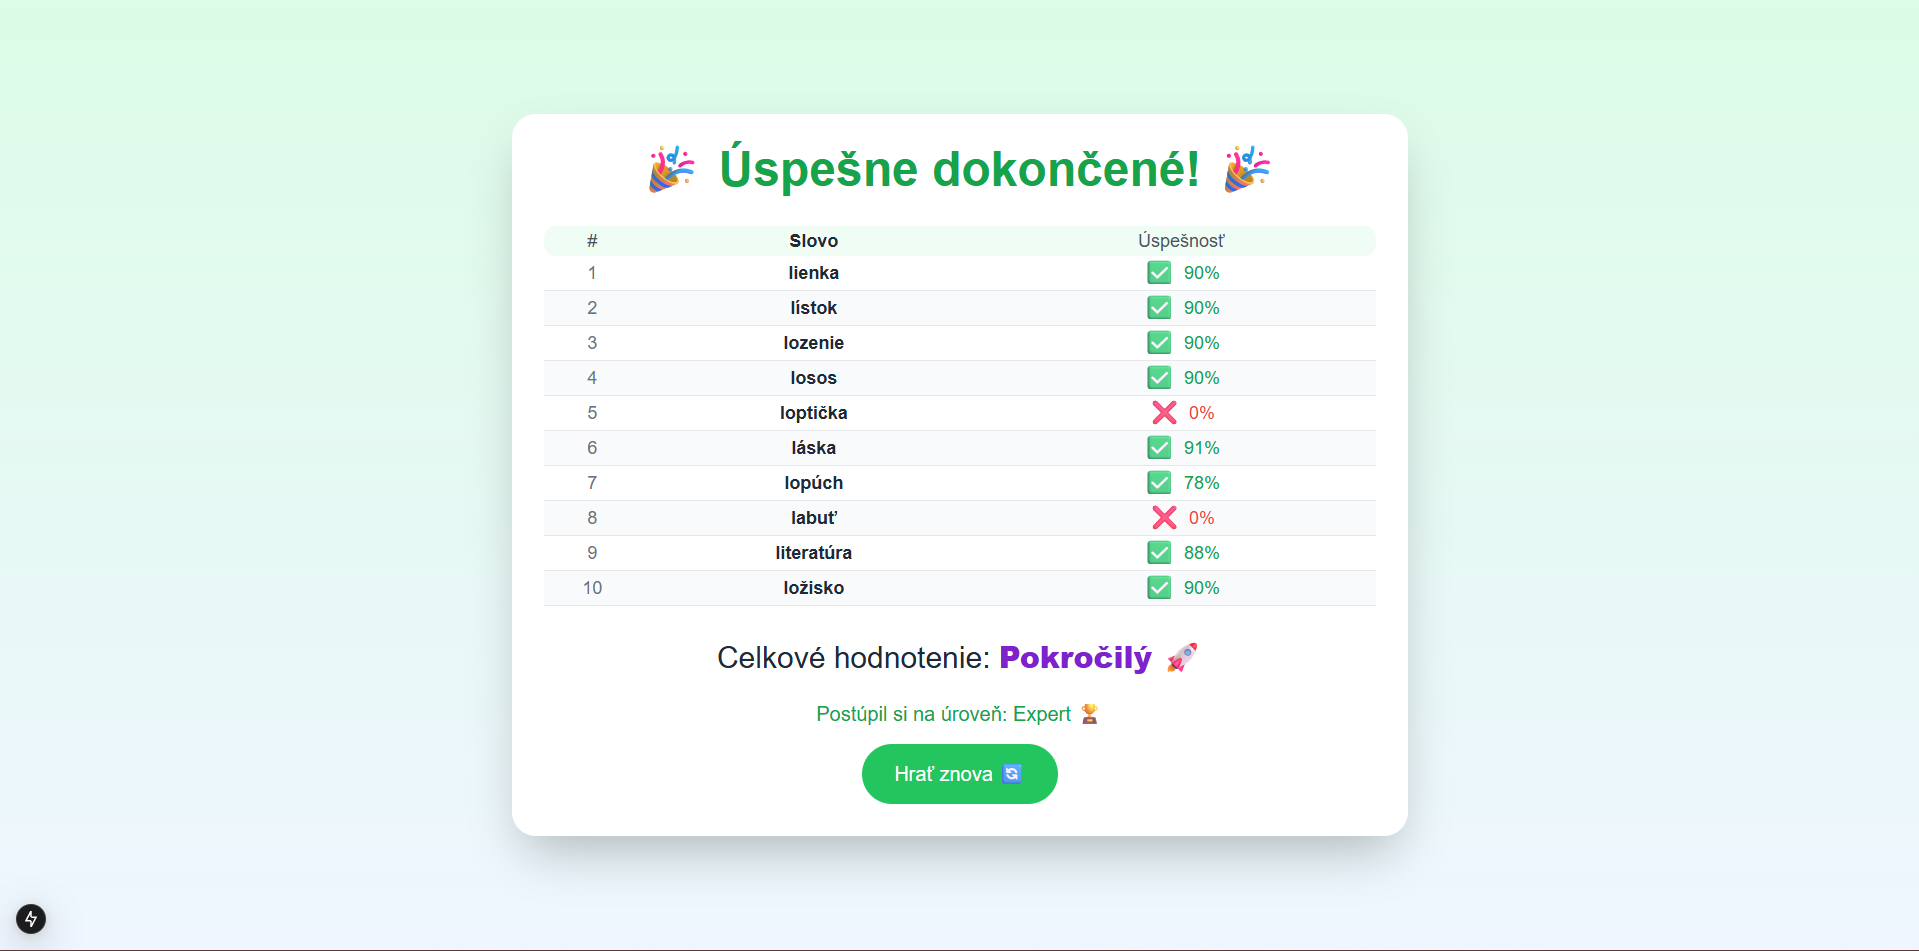 🎉 Úspešne dokončené! 🎉
# Slovo Úspešnosť
1 lienka ✅ 90%
2 lístok ✅ 90%
3 lozenie ✅ 90%
4 losos ✅ 90%
5 loptička ❌ 0%
6 láska ✅ 91%
7 lopúch ✅ 78%
8 labuť ❌ 0%
9 literatúra ✅ 88%
10 ložisko ✅ 90%
Celkové hodnotenie: Pokročilý 🚀
Postúpil si na úroveň: Expert 🏆
Hrať znova 🔄